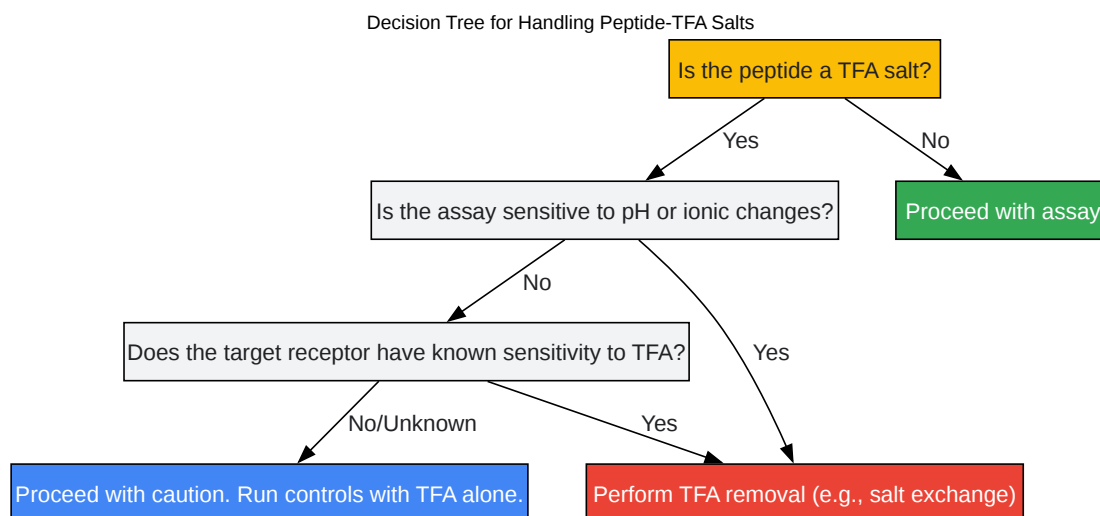 Decision Tree for Handling Peptide-TFA Salts
Is the peptide a TFA salt?
Yes
No
Is the assay sensitive to pH or ionic changes?
Proceed with assay
No
Does the target receptor have known sensitivity to TFA?
Yes
No/Unknown
Yes
Proceed with caution. Run controls with TFA alone.
Perform TFA removal (e.g., salt exchange)